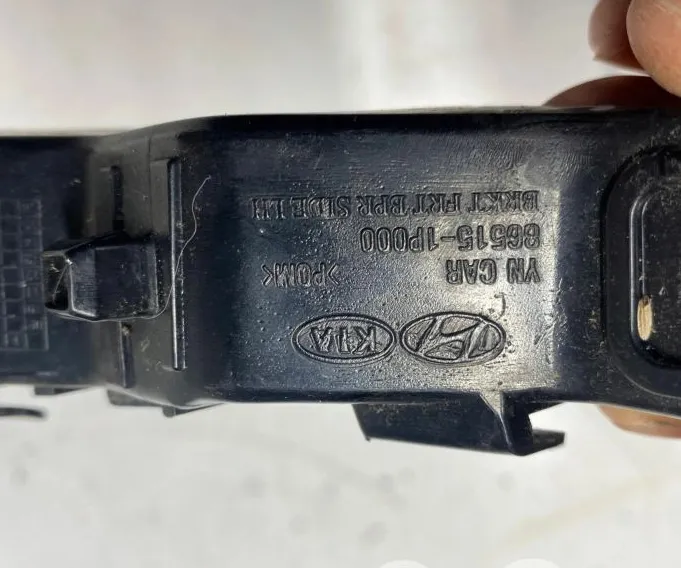 KIA
YN CAR >POM<
86515-1P000
BRKT FRT BPR SIDE LH